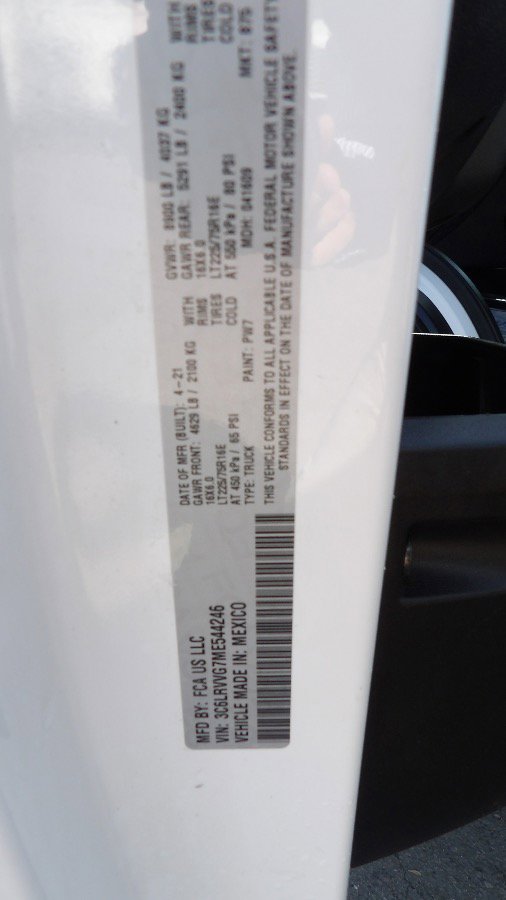 MFD BY: FCA US LLC
VIN: 3C6LRVVG7ME544246
VEHICLE MADE IN: MEXICO
DATE OF MFR (BUILT): 4-21 GVWR: 8900 LB / 4037 KG
GAWR FRONT: 4629 LB / 2100 KG WITH GAWR REAR: 5291 LB / 2400 KG WITH
16X6.0 RIMS 16X6.0 RIMS
LT225/75R16E TIRES LT225/75R16E TIRES
AT 450 kPa / 65 PSI COLD AT 550 kPa / 80 PSI COLD
TYPE: TRUCK PAINT: PW7 MDH: 041609 MKT: 875
THIS VEHICLE CONFORMS TO ALL APPLICABLE U.S.A. FEDERAL MOTOR VEHICLE SAFETY
STANDARDS IN EFFECT ON THE DATE OF MANUFACTURE SHOWN ABOVE.